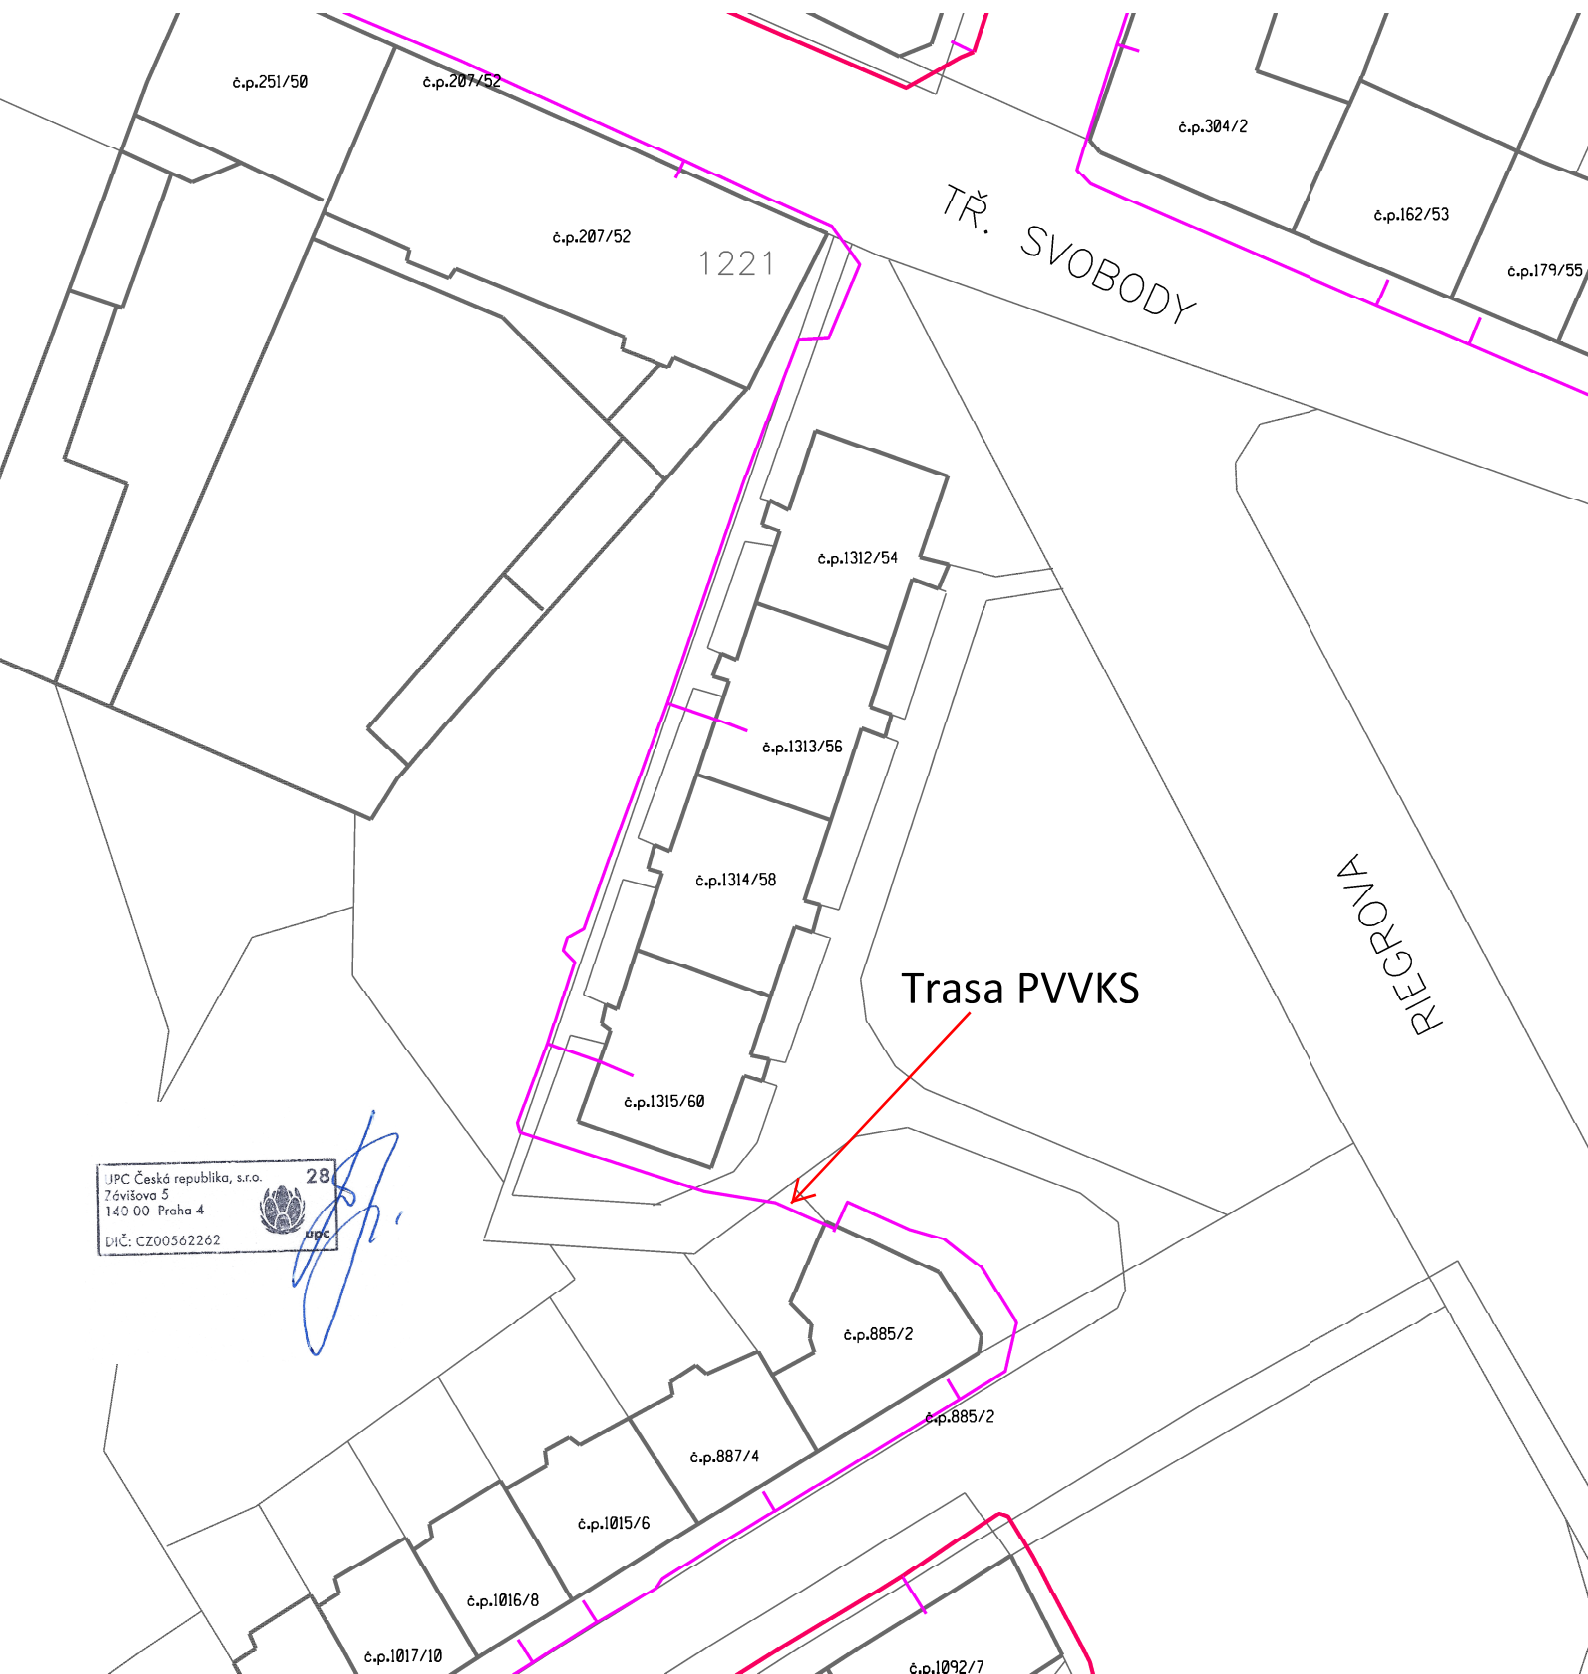 č.p.251/50
č.p.207/52
č.p.304/2
č.p.162/53
č.p.207/52
1221
TŘ. SVOBODY
č.p.179/55
č.p.1312/54
č.p.1313/56
č.p.1314/58
RIEGROVA
Trasa PVVKS
č.p.1315/60
UPC Česká republika, s.r.o.
28
Závišova 5
140 00 Praha 4
upc
DIČ: CZ00562262
č.p.885/2
č.p.885/2
č.p.887/4
č.p.1015/6
č.p.1016/8
č.p.1017/10
č.p.1092/7